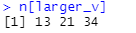 > n[larger_v]
[1] 13 21 34